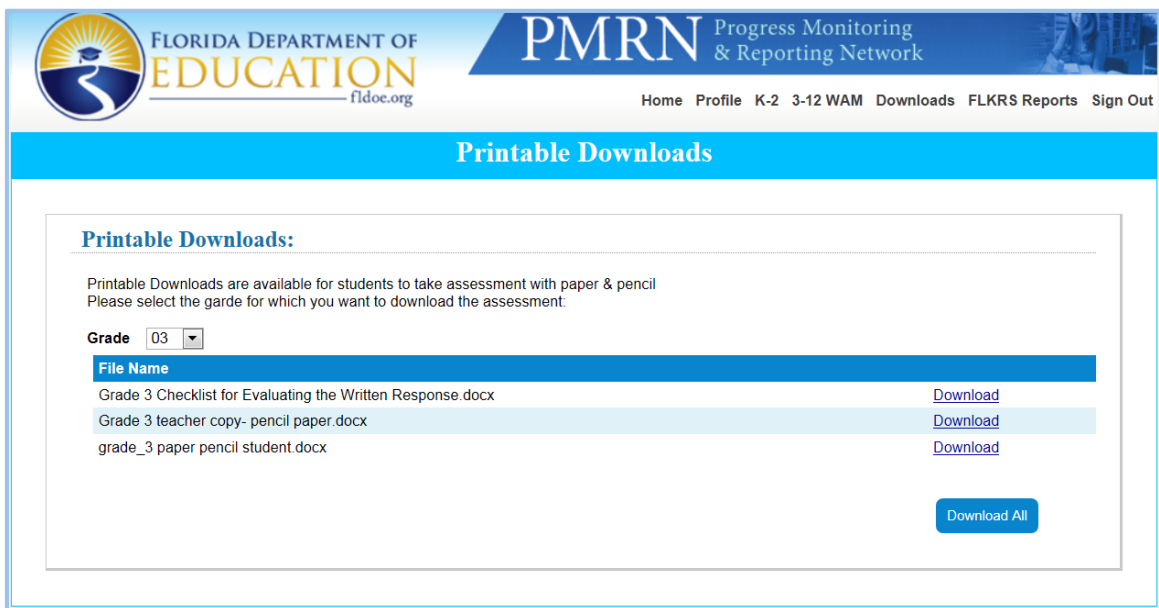 FLORIDA DEPARTMENT OF
EDUCATION
fldoc.org
PMRN Progress Monitoring
& Reporting Network
Home Profile K-2 3-12 WAM Downloads FLKRS Reports Sign Out
Printable Downloads
Printable Downloads:
Printable Downloads are available for students to take assessment with paper & pencil
Please select the garde for which you want to download the assessment:
Grade 03
File Name
Grade 3 Checklist for Evaluating the Written Response.docx Download
Grade 3 teacher copy- pencil paper.docx Download
grade_3 paper pencil student.docx Download
Download All